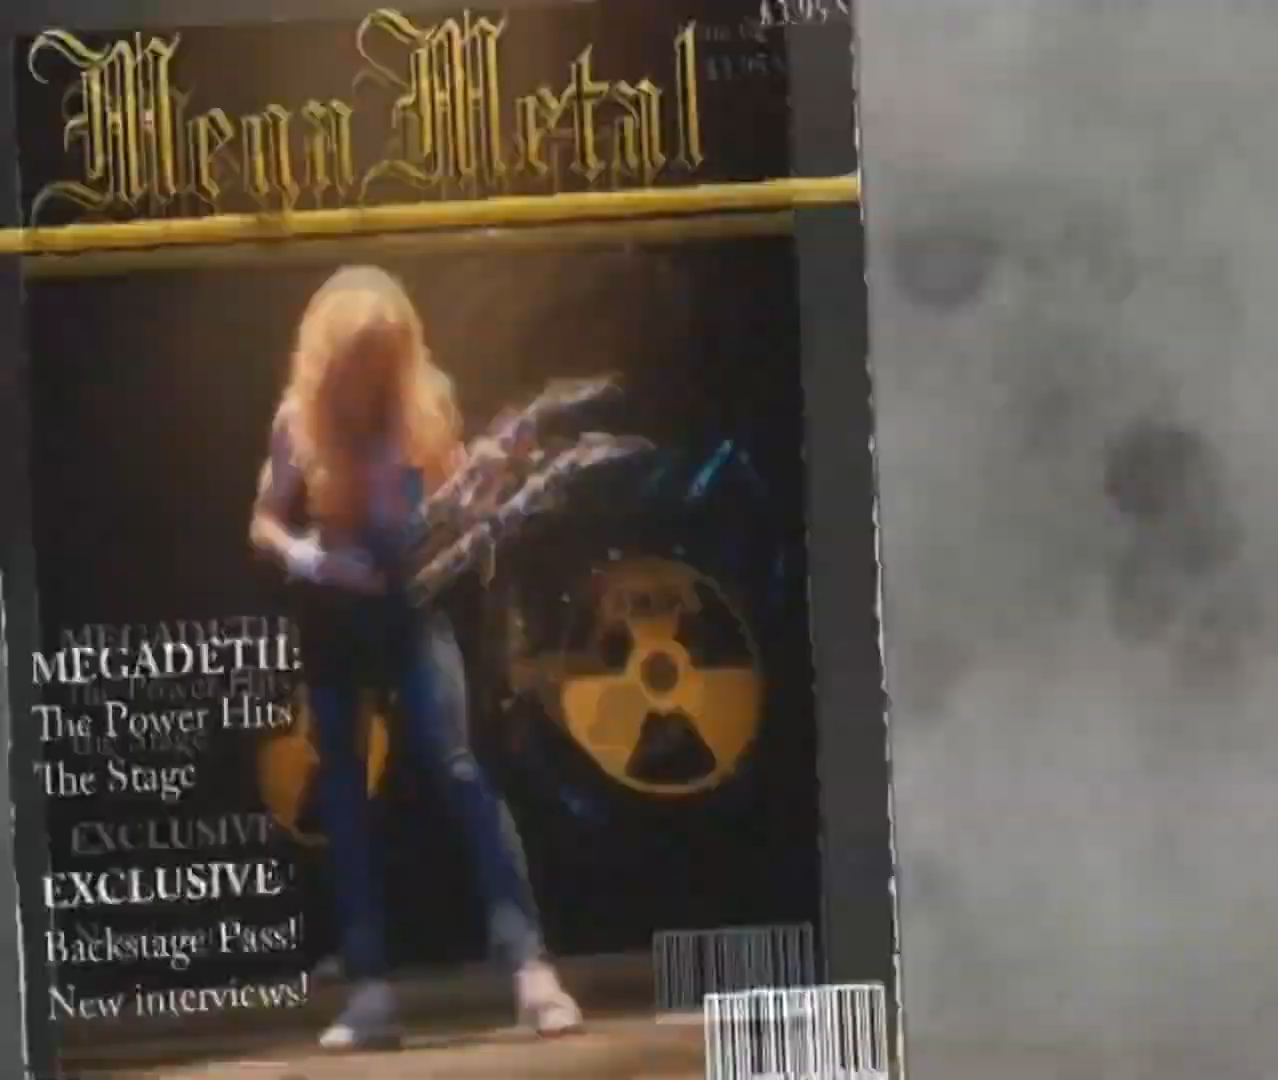 Mega Metal
MEGADETH:
The Power Hits
The Stage
EXCLUSIVE
Backstage Pass!
New interviews!